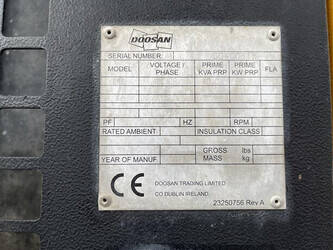 DOOSAN
SERIAL NUMBER:
MODEL VOLTAGE / PHASE PRIME KVA PRP PRIME KW PRP FLA
PF HZ RPM
RATED AMBIENT INSULATION CLASS
YEAR OF MANUF. GROSS MASS lbs kg
CE
DOOSAN TRADING LIMITED
CO.DUBLIN IRELAND.
23250756 Rev A